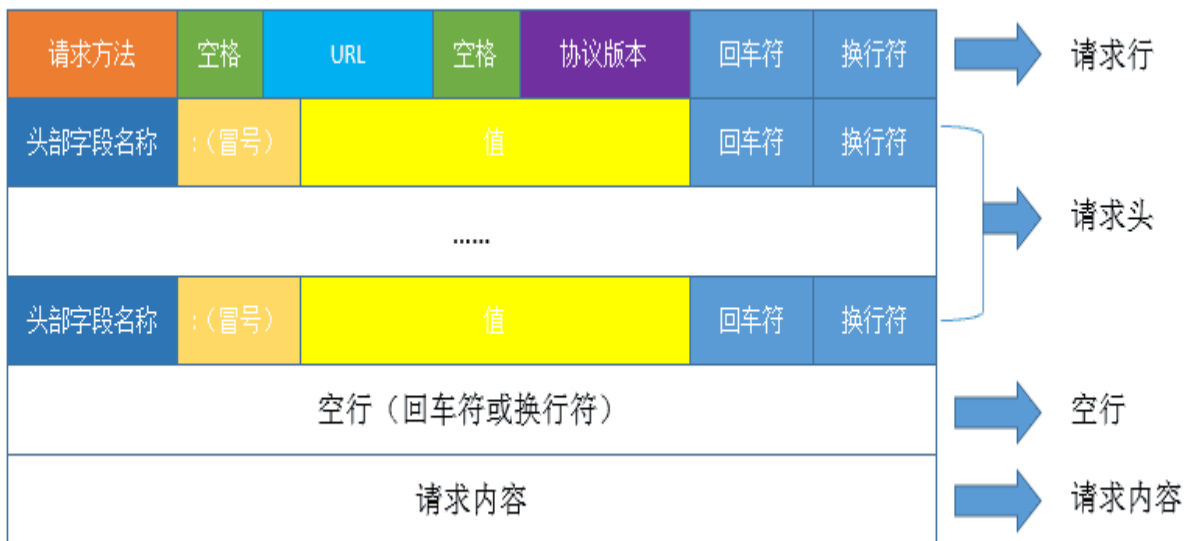 请求方法 空格 URL 空格 协议版本 回车符 换行符 请求行
头部字段名称 :（冒号） 值 回车符 换行符
...... 请求头
头部字段名称 :（冒号） 值 回车符 换行符
空行（回车符或换行符） 空行
请求内容 请求内容